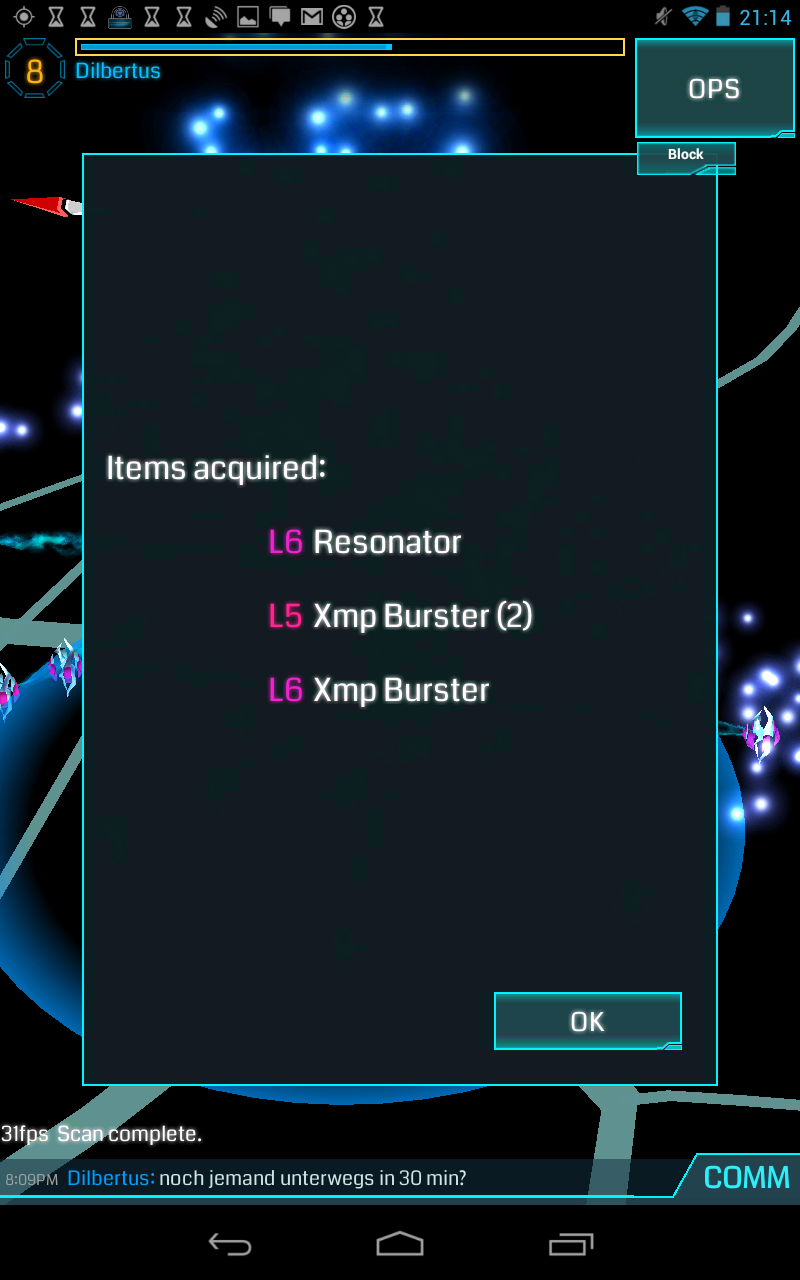 21:14
8
Dilbertus
OPS
Block
Items acquired:
L6 Resonator
L5 Xmp Burster (2)
L6 Xmp Burster
OK
31fps Scan complete.
8:09PM Dilbertus: noch jemand unterwegs in 30 min?
COMM